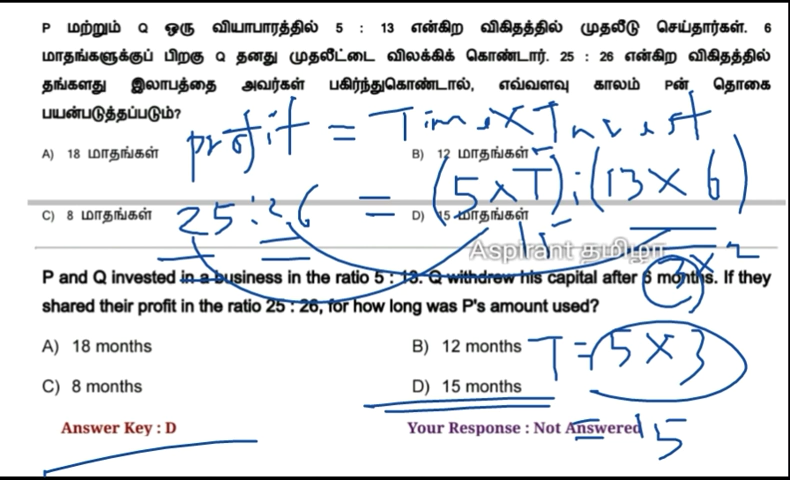 P மற்றும் Q ஒரு வியாபாரத்தில் 5 : 13 என்கிற விகிதத்தில் முதலீடு செய்தார்கள். 6
மாதங்களுக்குப் பிறகு Q தனது முதலீட்டை விலக்கிக் கொண்டார். 25 : 26 என்கிற விகிதத்தில்
தங்களது இலாபத்தை அவர்கள் பகிர்ந்துகொண்டால், எவ்வளவு காலம் Pன் தொகை
பயன்படுத்தப்படும்?
profit = Time X Invest
A) 18 மாதங்கள் B) 12 மாதங்கள்
25 : 26 = (5 x T) : (13 x 6)
C) 8 மாதங்கள் D) 15 மாதங்கள்
Aspirant தமிழா
P and Q invested in a business in the ratio 5 : 13. Q withdrew his capital after 6 months. If they
shared their profit in the ratio 25 : 26, for how long was P's amount used?
A) 18 months B) 12 months
T = 5 x 3
C) 8 months D) 15 months
= 15
Answer Key : D Your Response : Not Answered